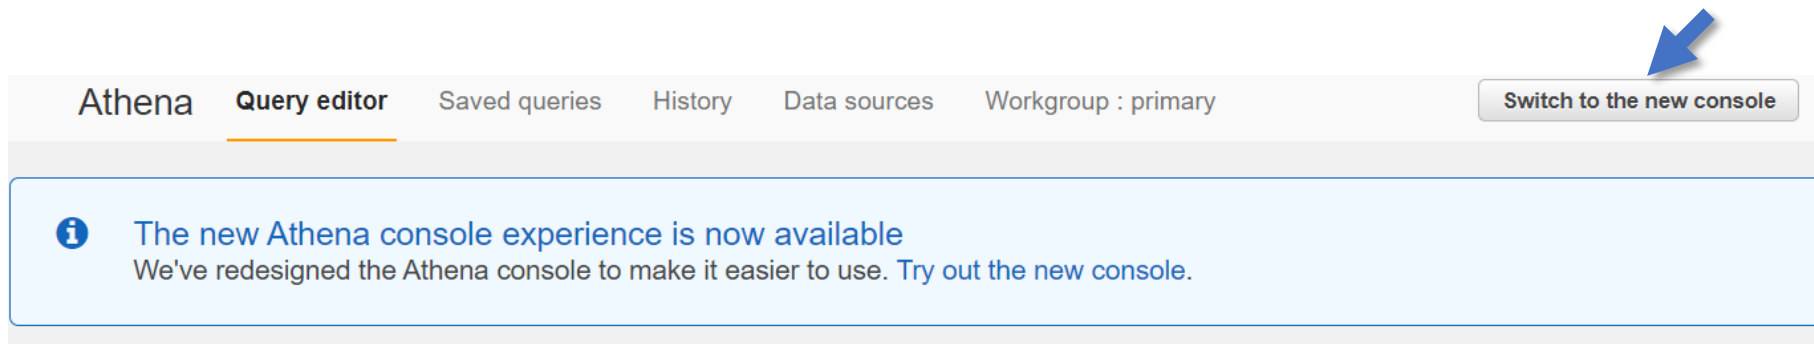 Athena Query editor Saved queries History Data sources Workgroup : primary Switch to the new console
The new Athena console experience is now available
We've redesigned the Athena console to make it easier to use. Try out the new console.